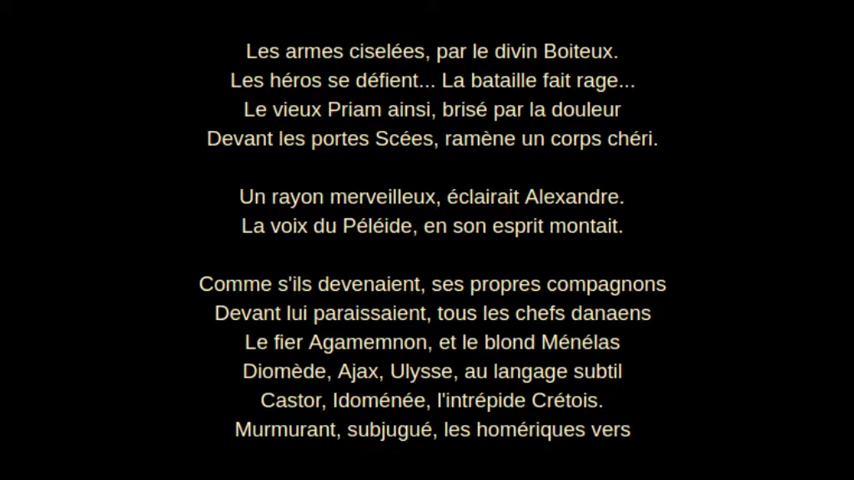 Les armes ciselées, par le divin Boiteux.
Les héros se défient... La bataille fait rage...
Le vieux Priam ainsi, brisé par la douleur
Devant les portes Scées, ramène un corps chéri.
Un rayon merveilleux, éclairait Alexandre.
La voix du Péléide, en son esprit montait.
Comme s'ils devenaient, ses propres compagnons
Devant lui paraissaient, tous les chefs danaens
Le fier Agamemnon, et le blond Ménélas
Diomède, Ajax, Ulysse, au langage subtil
Castor, Idoménée, l'intrépide Crétois.
Murmurant, subjugué, les homériques vers